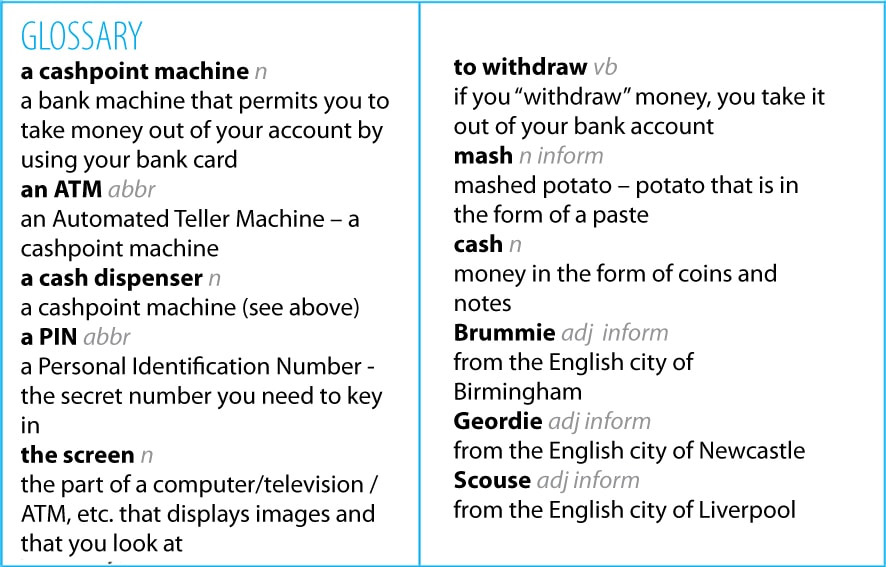 GLOSSARY
a cashpoint machine n
a bank machine that permits you to
take money out of your account by
using your bank card
an ATM abbr
an Automated Teller Machine – a
cashpoint machine
a cash dispenser n
a cashpoint machine (see above)
a PIN abbr
a Personal Identification Number -
the secret number you need to key
in
the screen n
the part of a computer/television /
ATM, etc. that displays images and
that you look at
to withdraw vb
if you “withdraw” money, you take it
out of your bank account
mash n inform
mashed potato – potato that is in
the form of a paste
cash n
money in the form of coins and
notes
Brummie adj inform
from the English city of
Birmingham
Geordie adj inform
from the English city of Newcastle
Scouse adj inform
from the English city of Liverpool